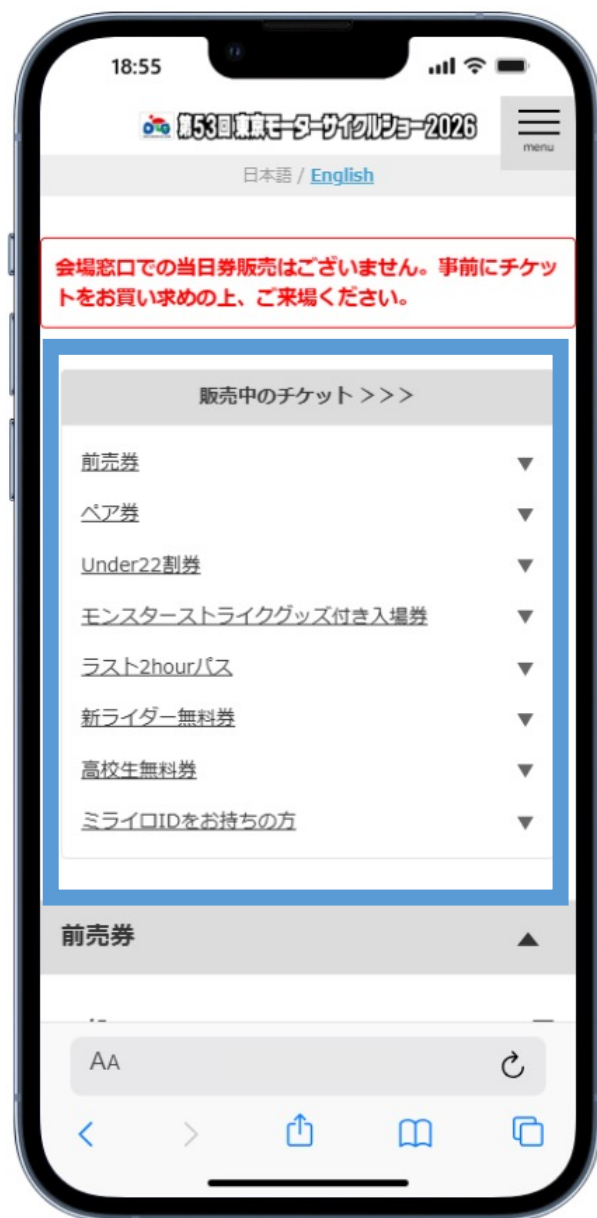 18:55
第53回東京モーターサイクルショー2026
menu
日本語 / English
会場窓口での当日券販売はございません。事前にチケッ
トをお買い求めの上、ご来場ください。
販売中のチケット >>>
前売券 ▼
ペア券 ▼
Under22割券 ▼
モンスターストライクグッズ付き入場券 ▼
ラスト2hourパス ▼
新ライダー無料券 ▼
高校生無料券 ▼
ミライロIDをお持ちの方 ▼
前売券 ▲
AA